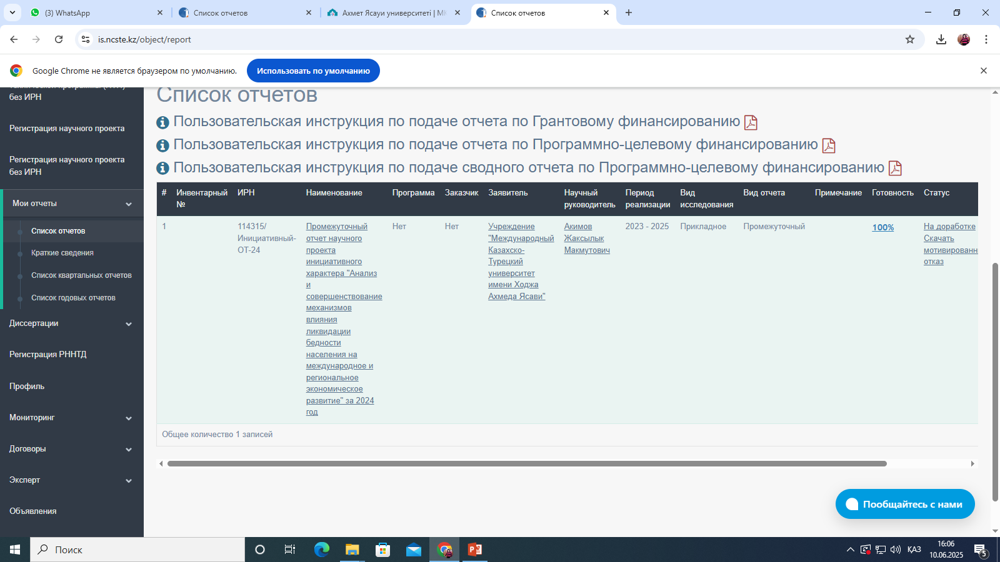 (3) WhatsApp
Список отчетов
Ахмет Ясауи университеті |
Список отчетов
is.ncste.kz/object/report
Google Chrome не является браузером по умолчанию.
Использовать по умолчанию
без ИРН
Регистрация научного проекта
Регистрация научного проекта
без ИРН
Мои отчеты
Список отчетов
Краткие сведения
Список квартальных отчетов
Список годовых отчетов
Диссертации
Регистрация РННТД
Профиль
Мониторинг
Договоры
Эксперт
Объявления
Список отчетов
Пользовательская инструкция по подаче отчета по Грантовому финансированию
Пользовательская инструкция по подаче отчета по Программно-целевому финансированию
Пользовательская инструкция по подаче сводного отчета по Программно-целевому финансированию
# Инвентарный № ИРН Наименование Программа Заказчик Заявитель Научный руководитель Период реализации Вид исследования Вид отчета Примечание Готовность Статус
1
114315/
Инициативный-
ОТ-24
Промежуточный
отчет научного
проекта
инициативного
характера "Анализ
и
совершенствование
механизмов
влияния
ликвидации
бедности
населения на
международное и
региональное
экономическое
развитие" за 2024
год
Нет
Нет
Учреждение
"Международный
Казахско-
Турецкий
университет
имени Ходжа
Ахмеда Ясави"
Акимов
Жаксылык
Макмутович
2023 - 2025
Прикладное
Промежуточный
100%
На доработке
Скачать
мотивированн
отказ
Общее количество 1 записей
Пообщайтесь с нами
Поиск
ҚАЗ
16:06
10.06.2025
5